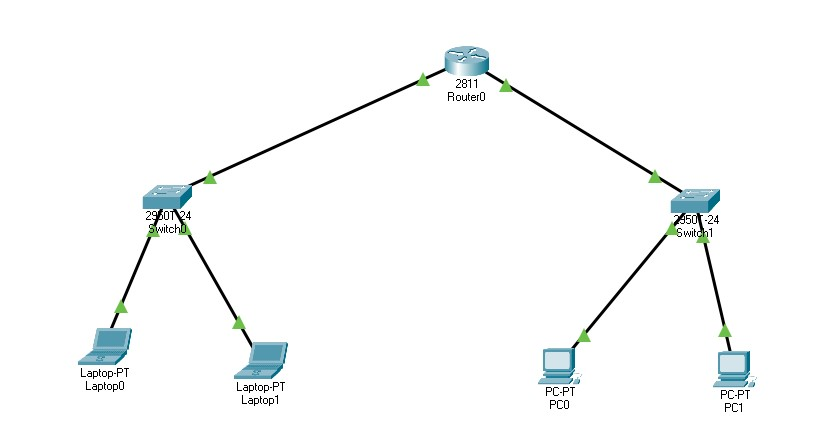 2811
Router0
2950T-24
Switch0
2950T-24
Switch1
Laptop-PT
Laptop0
Laptop-PT
Laptop1
PC-PT
PC0
PC-PT
PC1